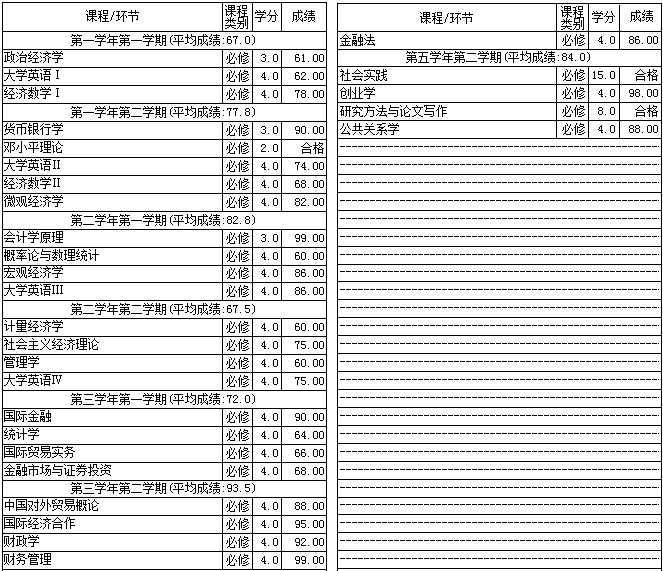 课程/环节 课程类别 学分 成绩
第一学年第一学期(平均成绩:67.0)
政治经济学 必修 3.0 61.00
大学英语Ⅰ 必修 4.0 62.00
经济数学Ⅰ 必修 4.0 78.00
第一学年第二学期(平均成绩:77.8)
货币银行学 必修 3.0 90.00
邓小平理论 必修 2.0 合格
大学英语Ⅱ 必修 4.0 74.00
经济数学Ⅱ 必修 4.0 68.00
微观经济学 必修 4.0 82.00
第二学年第一学期(平均成绩:82.8)
会计学原理 必修 3.0 99.00
概率论与数理统计 必修 4.0 60.00
宏观经济学 必修 4.0 86.00
大学英语Ⅲ 必修 4.0 86.00
第二学年第二学期(平均成绩:67.5)
计量经济学 必修 4.0 60.00
社会主义经济理论 必修 4.0 75.00
管理学 必修 4.0 60.00
大学英语Ⅳ 必修 4.0 75.00
第三学年第一学期(平均成绩:72.0)
国际金融 必修 4.0 90.00
统计学 必修 4.0 64.00
国际贸易实务 必修 4.0 66.00
金融市场与证券投资 必修 4.0 68.00
第三学年第二学期(平均成绩:93.5)
中国对外贸易概论 必修 4.0 88.00
国际经济合作 必修 4.0 95.00
财政学 必修 4.0 92.00
财务管理 必修 4.0 99.00
课程/环节 课程类别 学分 成绩
金融法 必修 4.0 86.00
第五学年第二学期(平均成绩:84.0)
社会实践 必修 15.0 合格
创业学 必修 4.0 98.00
研究方法与论文写作 必修 8.0 合格
公共关系学 必修 4.0 88.00